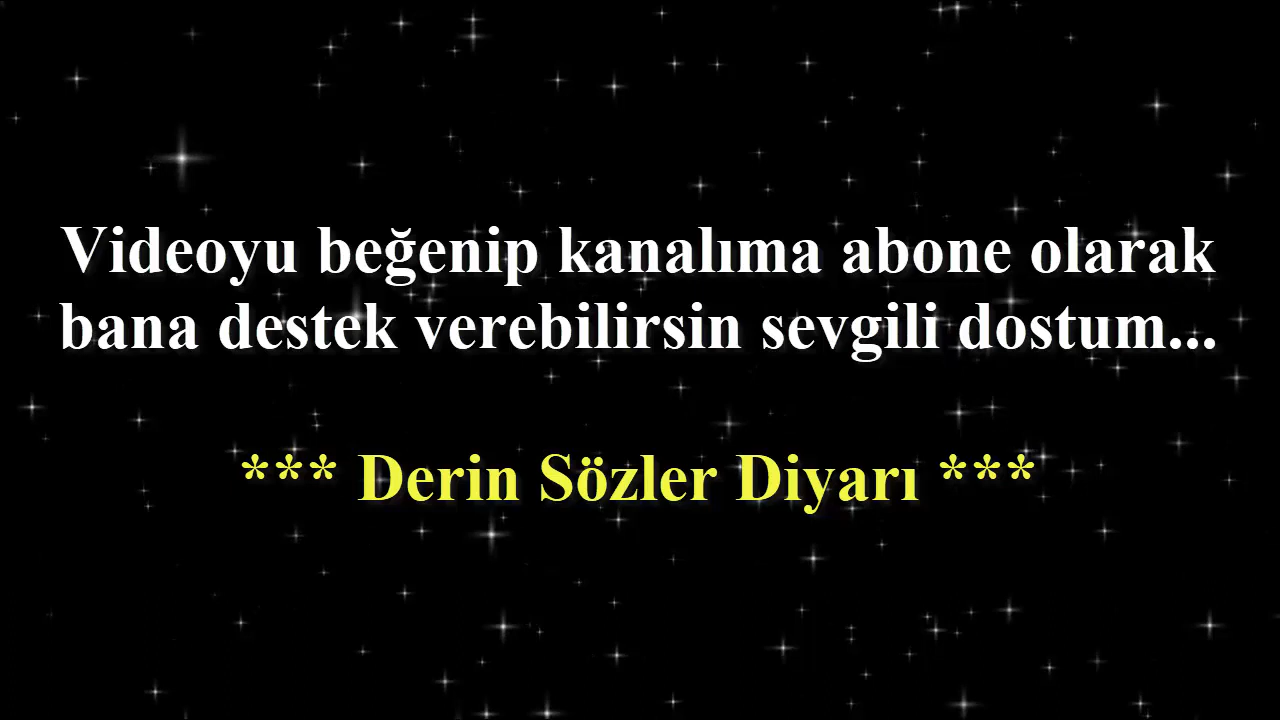 Videoyu beğenip kanalıma abone olarak
bana destek verebilirsin sevgili dostum...
*** Derin Sözler Diyarı ***